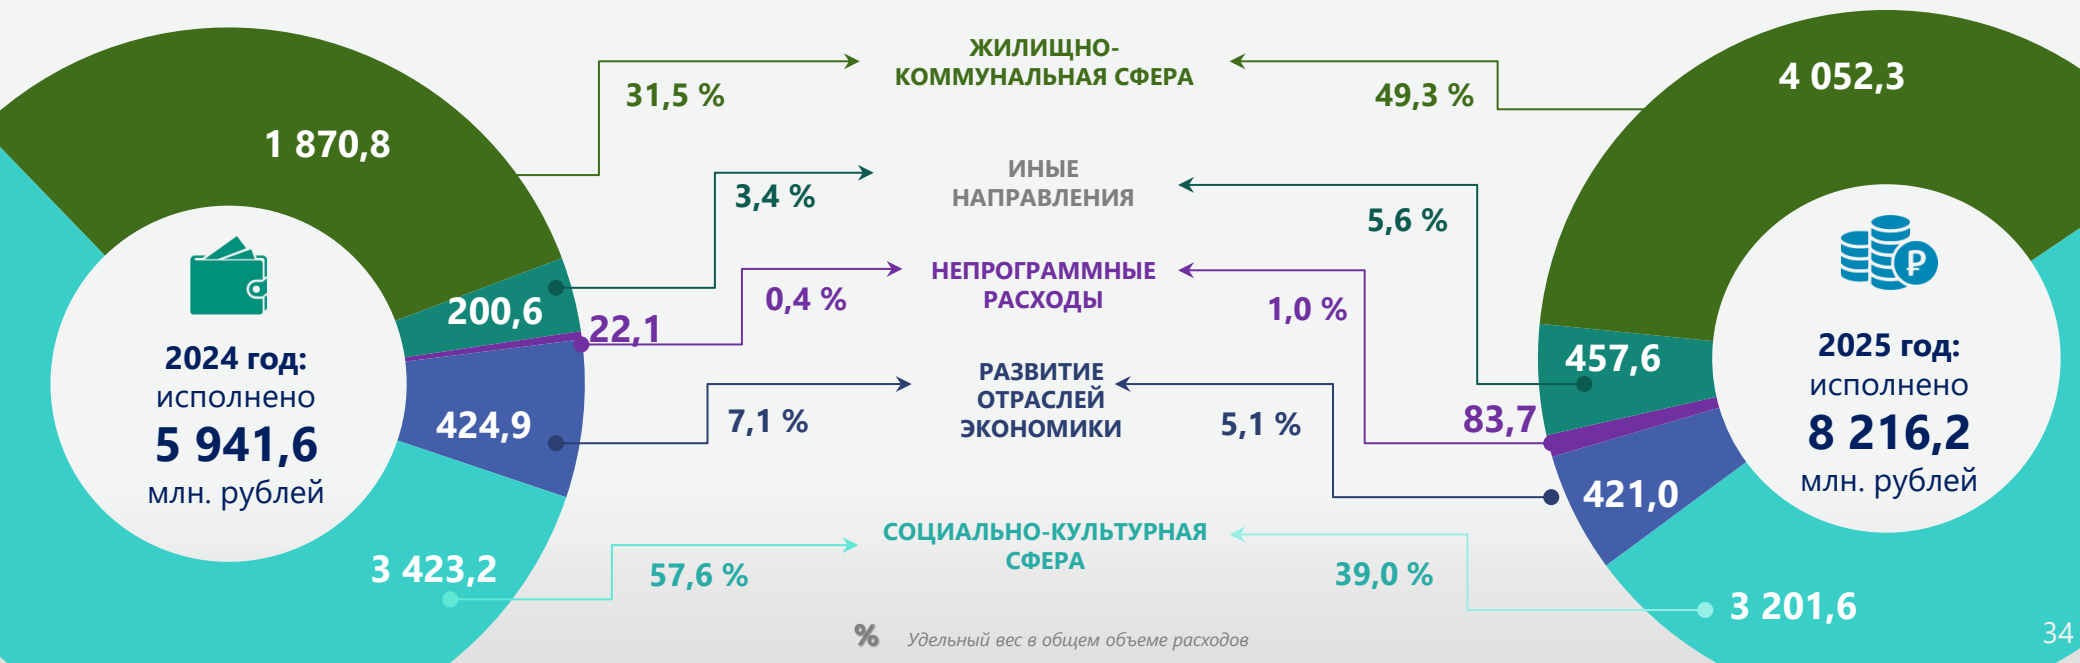 1 870,8
200,6
22,1
424,9
3 423,2
2024 год:
исполнено
5 941,6
млн. рублей
31,5 %
3,4 %
0,4 %
7,1 %
57,6 %
ЖИЛИЩНО-
КОММУНАЛЬНАЯ СФЕРА
ИНЫЕ
НАПРАВЛЕНИЯ
НЕПРОГРАММНЫЕ
РАСХОДЫ
РАЗВИТИЕ
ОТРАСЛЕЙ
ЭКОНОМИКИ
СОЦИАЛЬНО-КУЛЬТУРНАЯ
СФЕРА
49,3 %
5,6 %
1,0 %
5,1 %
39,0 %
4 052,3
457,6
83,7
421,0
3 201,6
2025 год:
исполнено
8 216,2
млн. рублей
% Удельный вес в общем объеме расходов
34